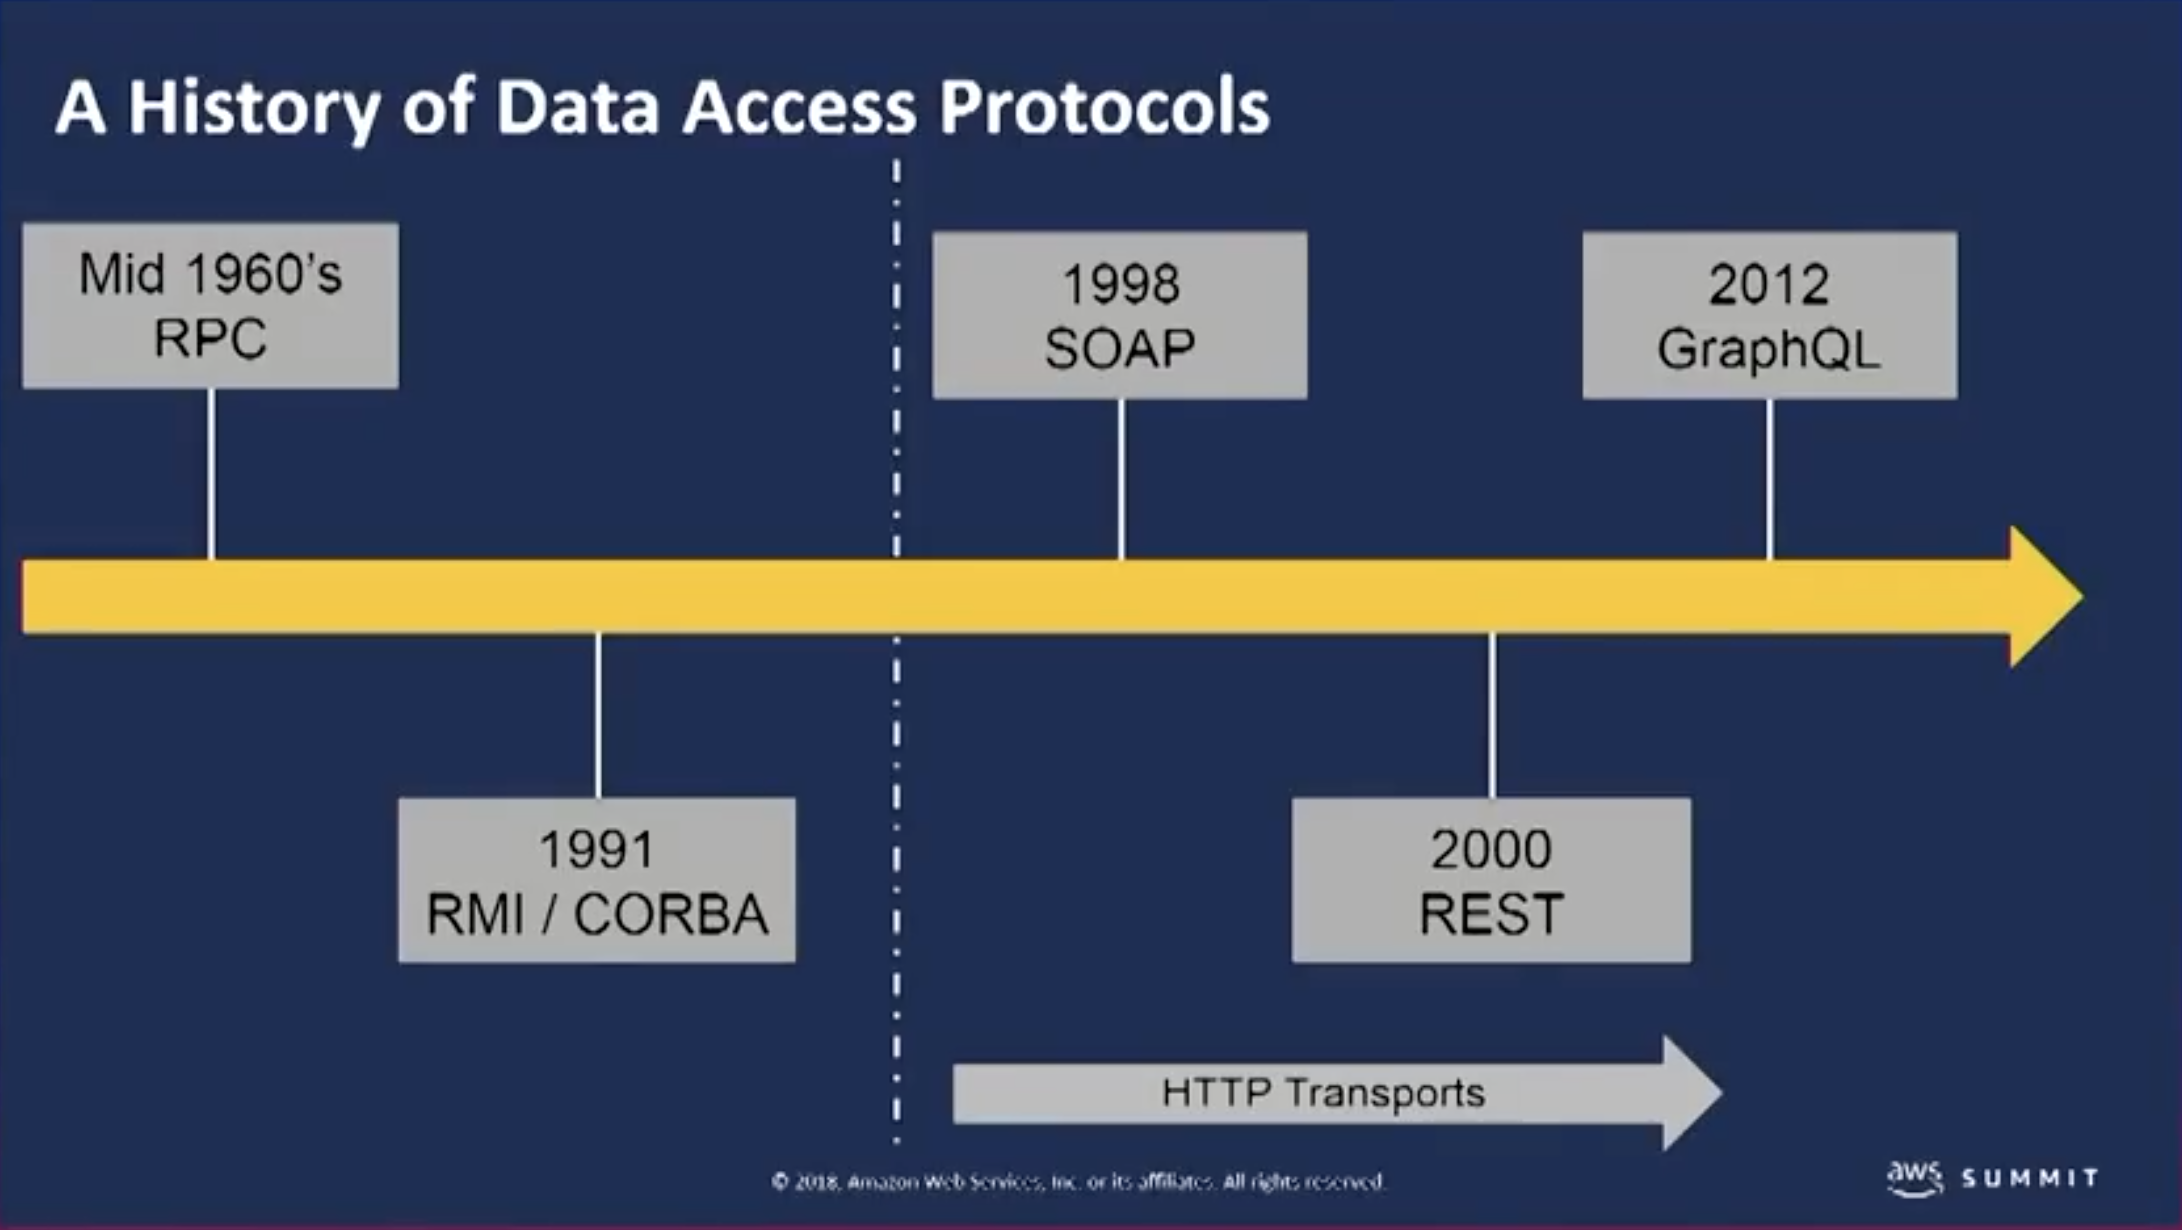 A History of Data Access Protocols
Mid 1960's
RPC
1998
SOAP
2012
GraphQL
1991
RMI / CORBA
2000
REST
HTTP Transports
© 2018, Amazon Web Services, Inc. or its affiliates. All rights reserved.
aws SUMMIT